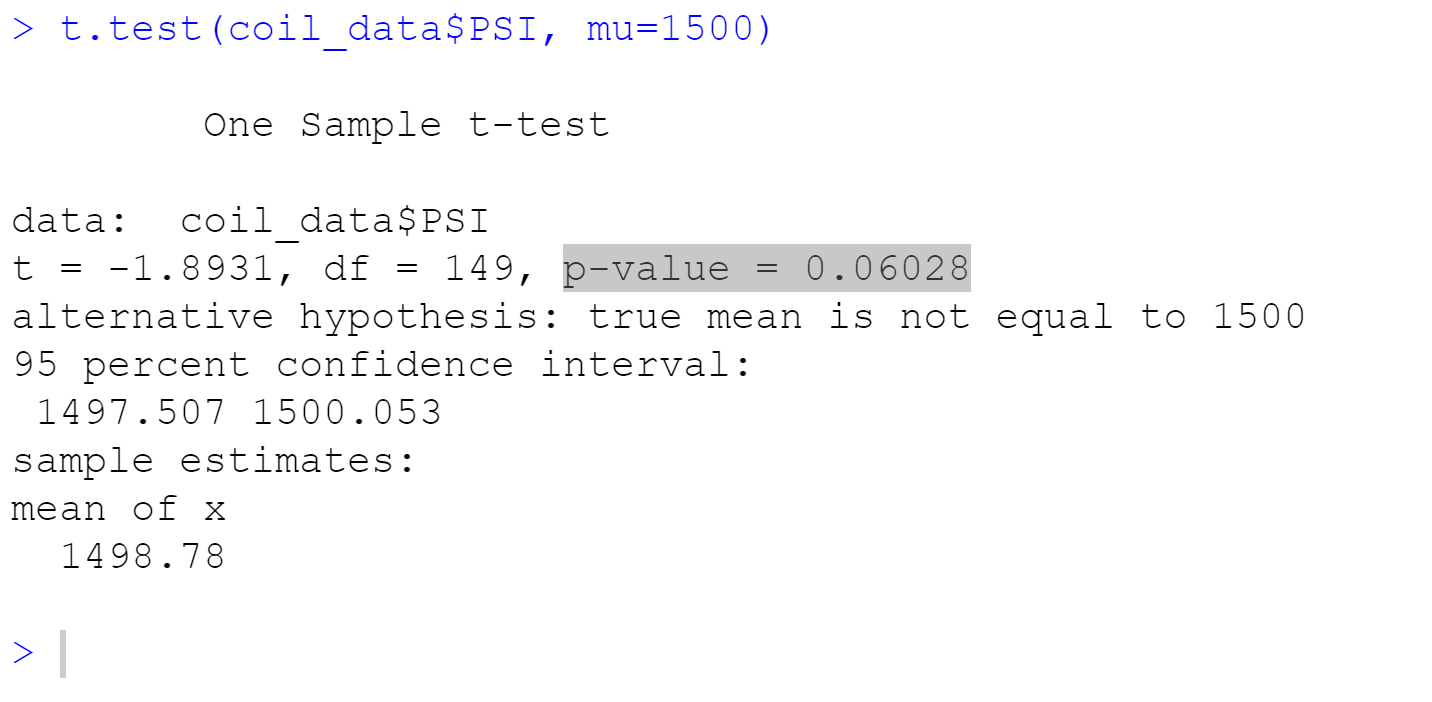 > t.test(coil_data$PSI, mu=1500)
One Sample t-test
data:  coil_data$PSI
t = -1.8931, df = 149, p-value = 0.06028
alternative hypothesis: true mean is not equal to 1500
95 percent confidence interval:
 1497.507 1500.053
sample estimates:
mean of x
  1498.78
>